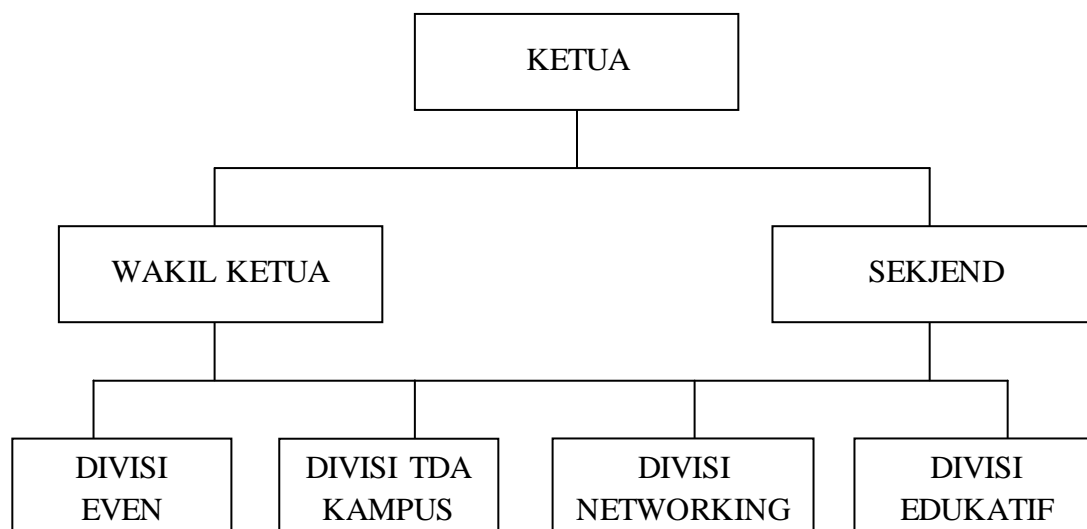 KETUA
WAKIL KETUA
SEKJEND
DIVISI
EVEN
DIVISI TDA
KAMPUS
DIVISI
NETWORKING
DIVISI
EDUKATIF